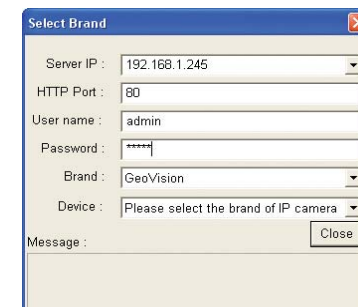 Select Brand
Server IP : 192.168.1.245
HTTP Port : 80
User name : admin
Password : *****
Brand : GeoVision
Device : Please select the brand of IP camera
Close
Message :